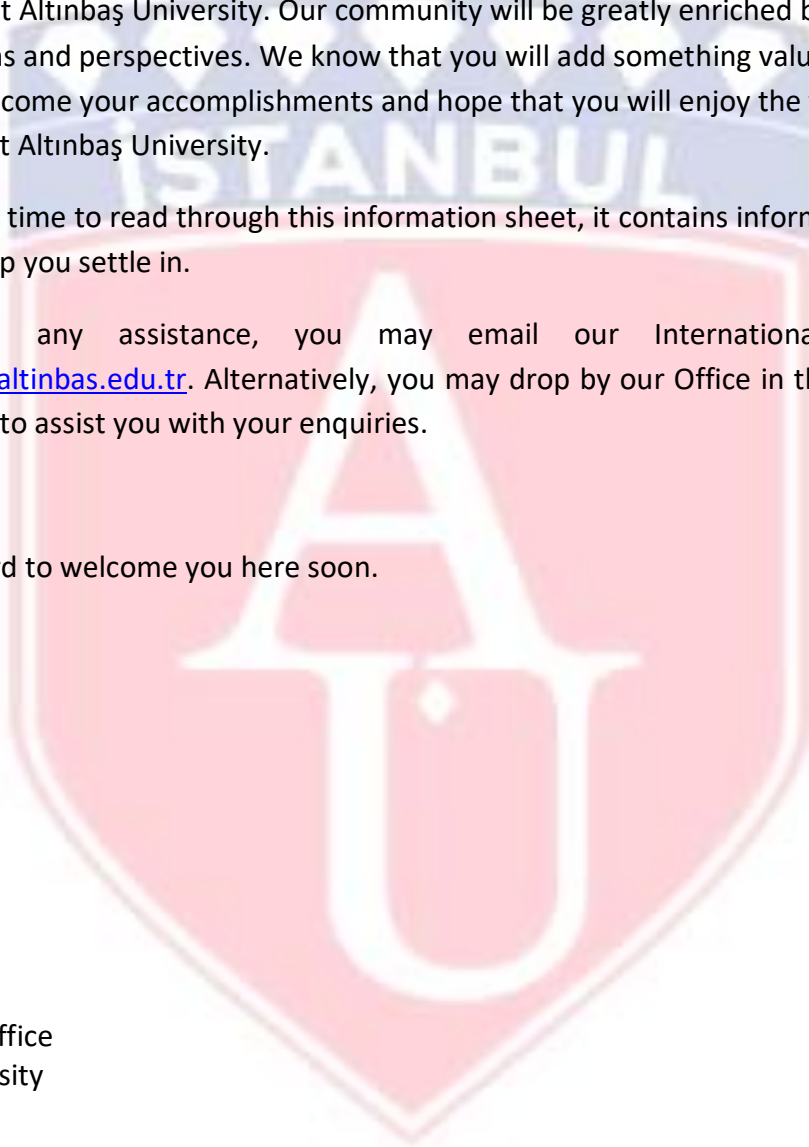 t Altınbaş University. Our community will be greatly enriched b
s and perspectives. We know that you will add something valu
come your accomplishments and hope that you will enjoy the
t Altınbaş University.
İSTANBUL
time to read through this information sheet, it contains inforn
p you settle in.
any assistance, you may email our Internationa
altinbas.edu.tr. Alternatively, you may drop by our Office in th
to assist you with your enquiries.
rd to welcome you here soon.
A
U
ffice
sity